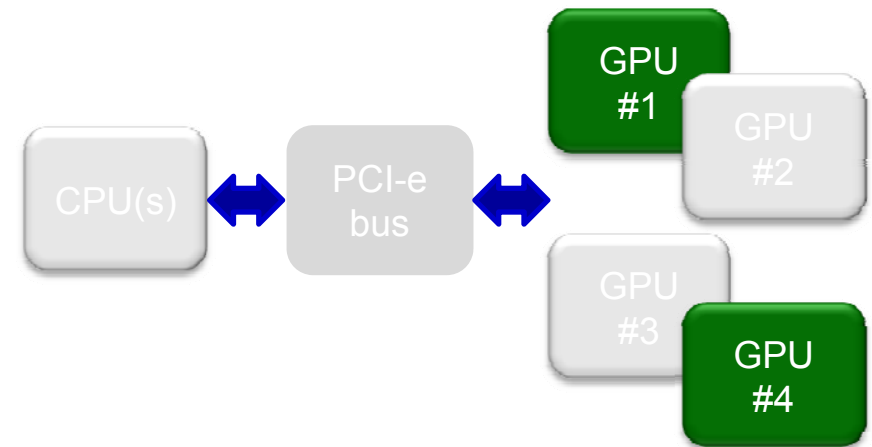 CPU(s)
PCI-e
bus
GPU
#1
GPU
#2
GPU
#3
GPU
#4